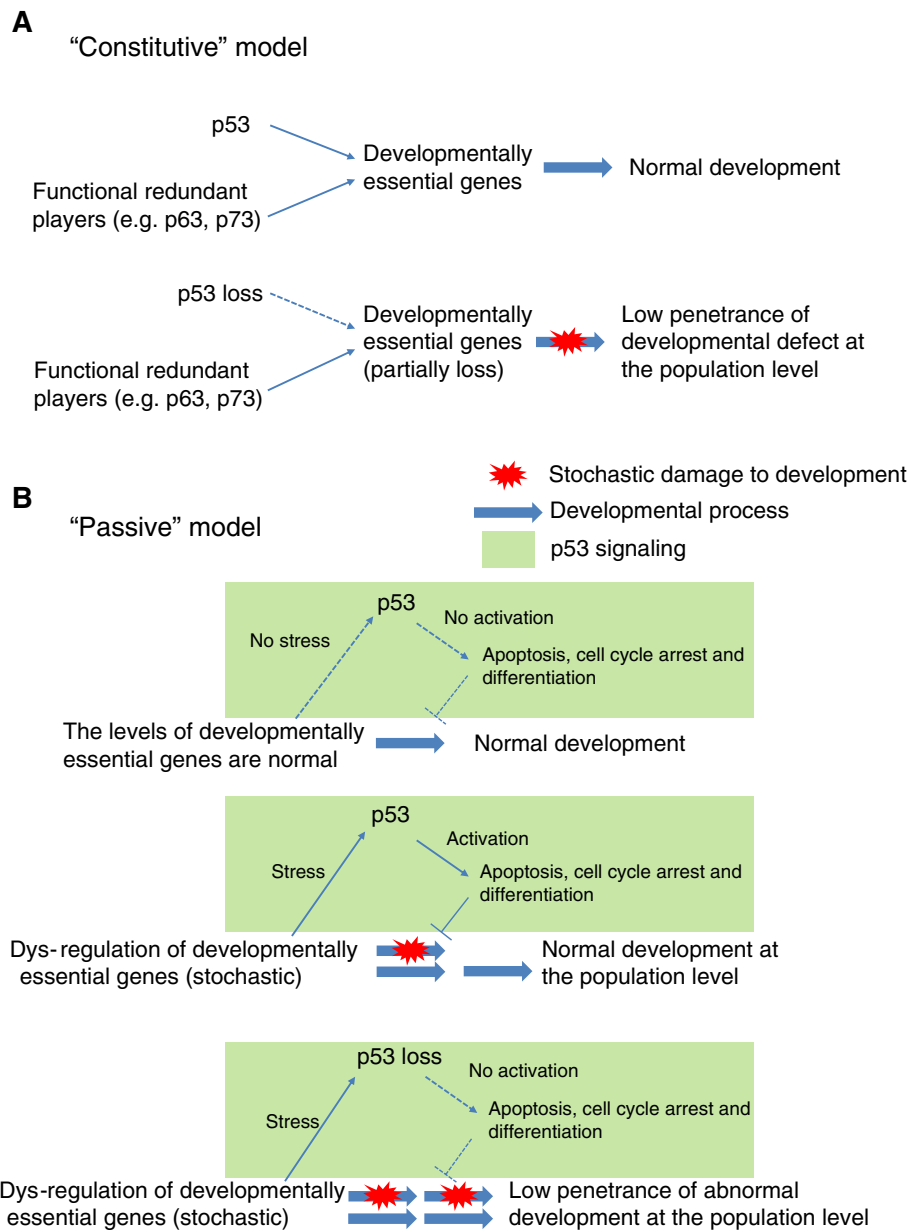 A
“Constitutive” model
p53
Functional redundant
players (e.g. p63, p73)
Developmentally
essential genes
Normal development
p53 loss
Functional redundant
players (e.g. p63, p73)
Developmentally
essential genes
(partially loss)
Low penetrance of
developmental defect at
the population level
B
“Passive” model
Stochastic damage to development
Developmental process
p53 signaling
p53
No stress
No activation
Apoptosis, cell cycle arrest and
differentiation
The levels of developmentally
essential genes are normal
Normal development
p53
Stress
Activation
Apoptosis, cell cycle arrest and
differentiation
Dys-regulation of developmentally
essential genes (stochastic)
Normal development at
the population level
p53 loss
Stress
No activation
Apoptosis, cell cycle arrest and
differentiation
Dys-regulation of developmentally
essential genes (stochastic)
Low penetrance of abnormal
development at the population level